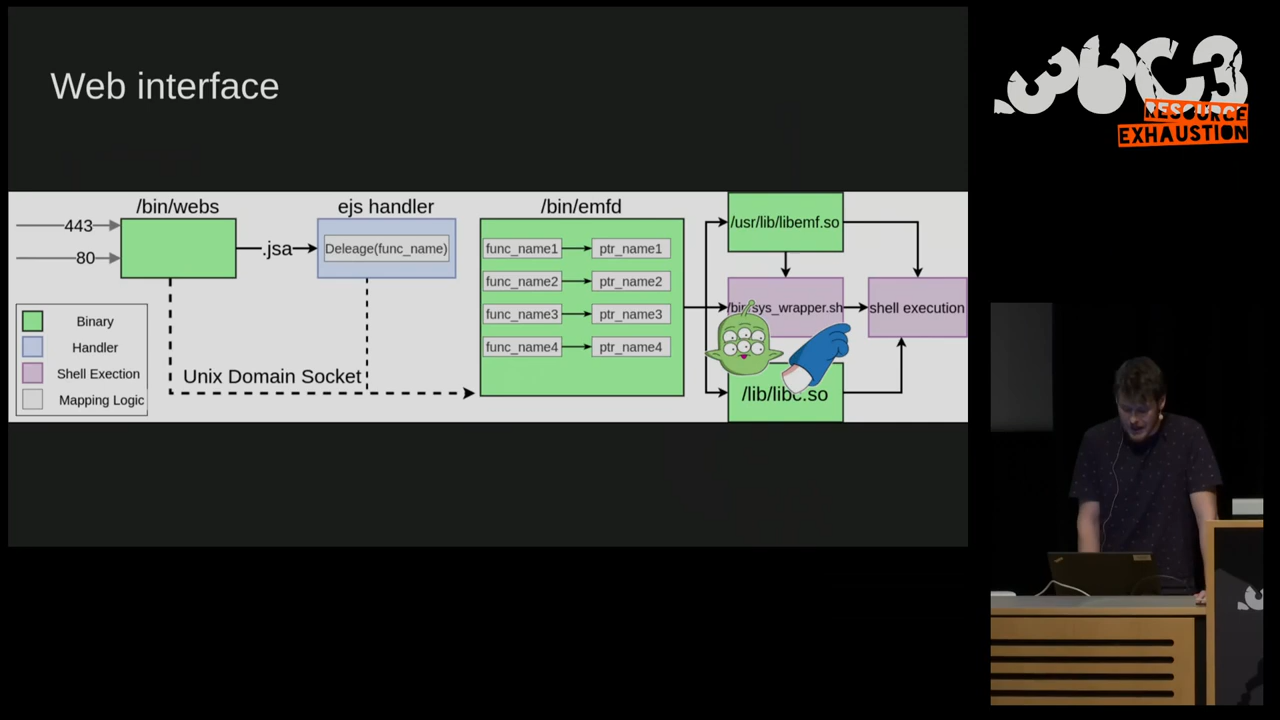 Web interface
/bin/webs
ejs handler
/bin/emfd
443
80
.jsa
Deleage(func_name)
func_name1
ptr_name1
func_name2
ptr_name2
func_name3
ptr_name3
func_name4
ptr_name4
/usr/lib/libemf.so
/bin/sys_wrapper.sh
shell execution
/lib/libc.so
Unix Domain Socket
Binary
Handler
Shell Exection
Mapping Logic
36C3
RESOURCE
EXHAUSTION